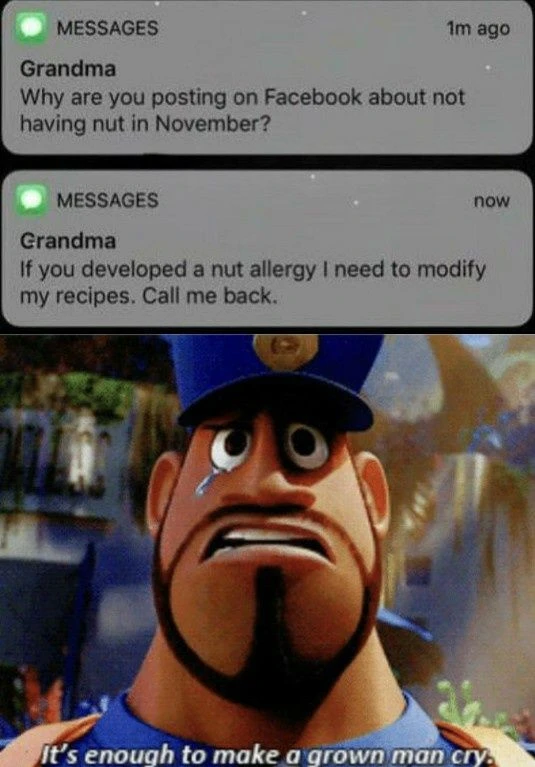 MESSAGES 1m ago
Grandma
Why are you posting on Facebook about not
having nut in November?
MESSAGES now
Grandma
If you developed a nut allergy I need to modify
my recipes. Call me back.
It's enough to make a grown man cry.